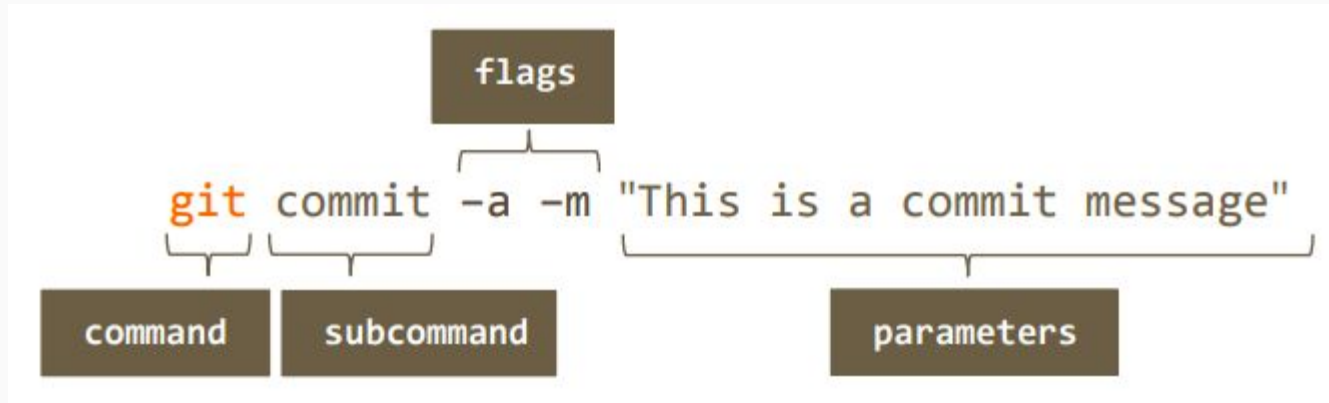 flags
git commit –a –m "This is a commit message"
command subcommand parameters